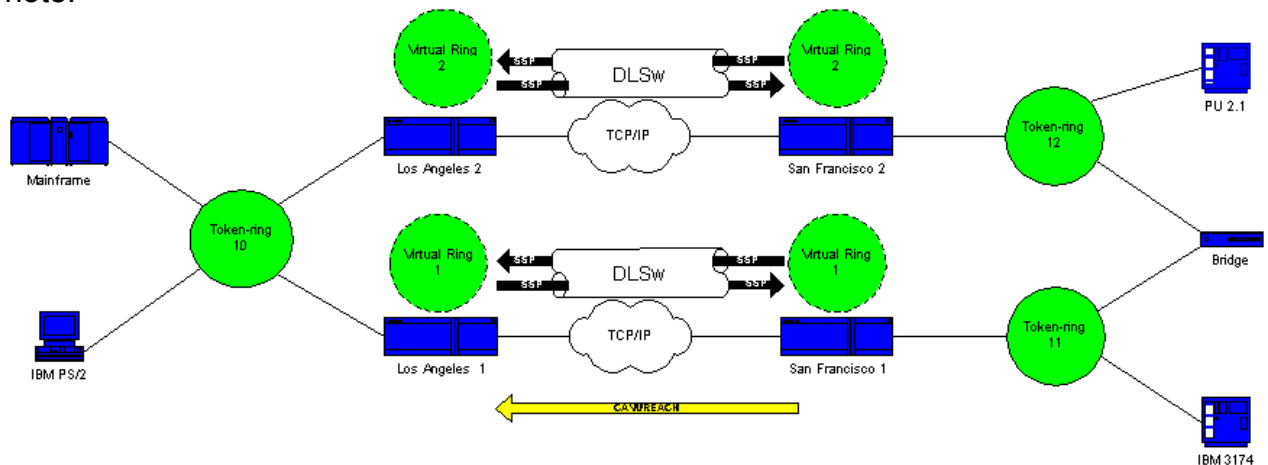 Virtual Ring
2
SSP
SSP
DLSw
SSP
SSP
Virtual Ring
2
PU 2.1
Mainframe
Los Angeles 2
TCP/IP
San Francisco 2
Token-ring
12
Token-ring
10
Virtual Ring
1
SSP
SSP
DLSw
SSP
SSP
Virtual Ring
1
Bridge
IBM PS/2
Los Angeles 1
TCP/IP
San Francisco 1
Token-ring
11
CANUREACH
IBM 3174